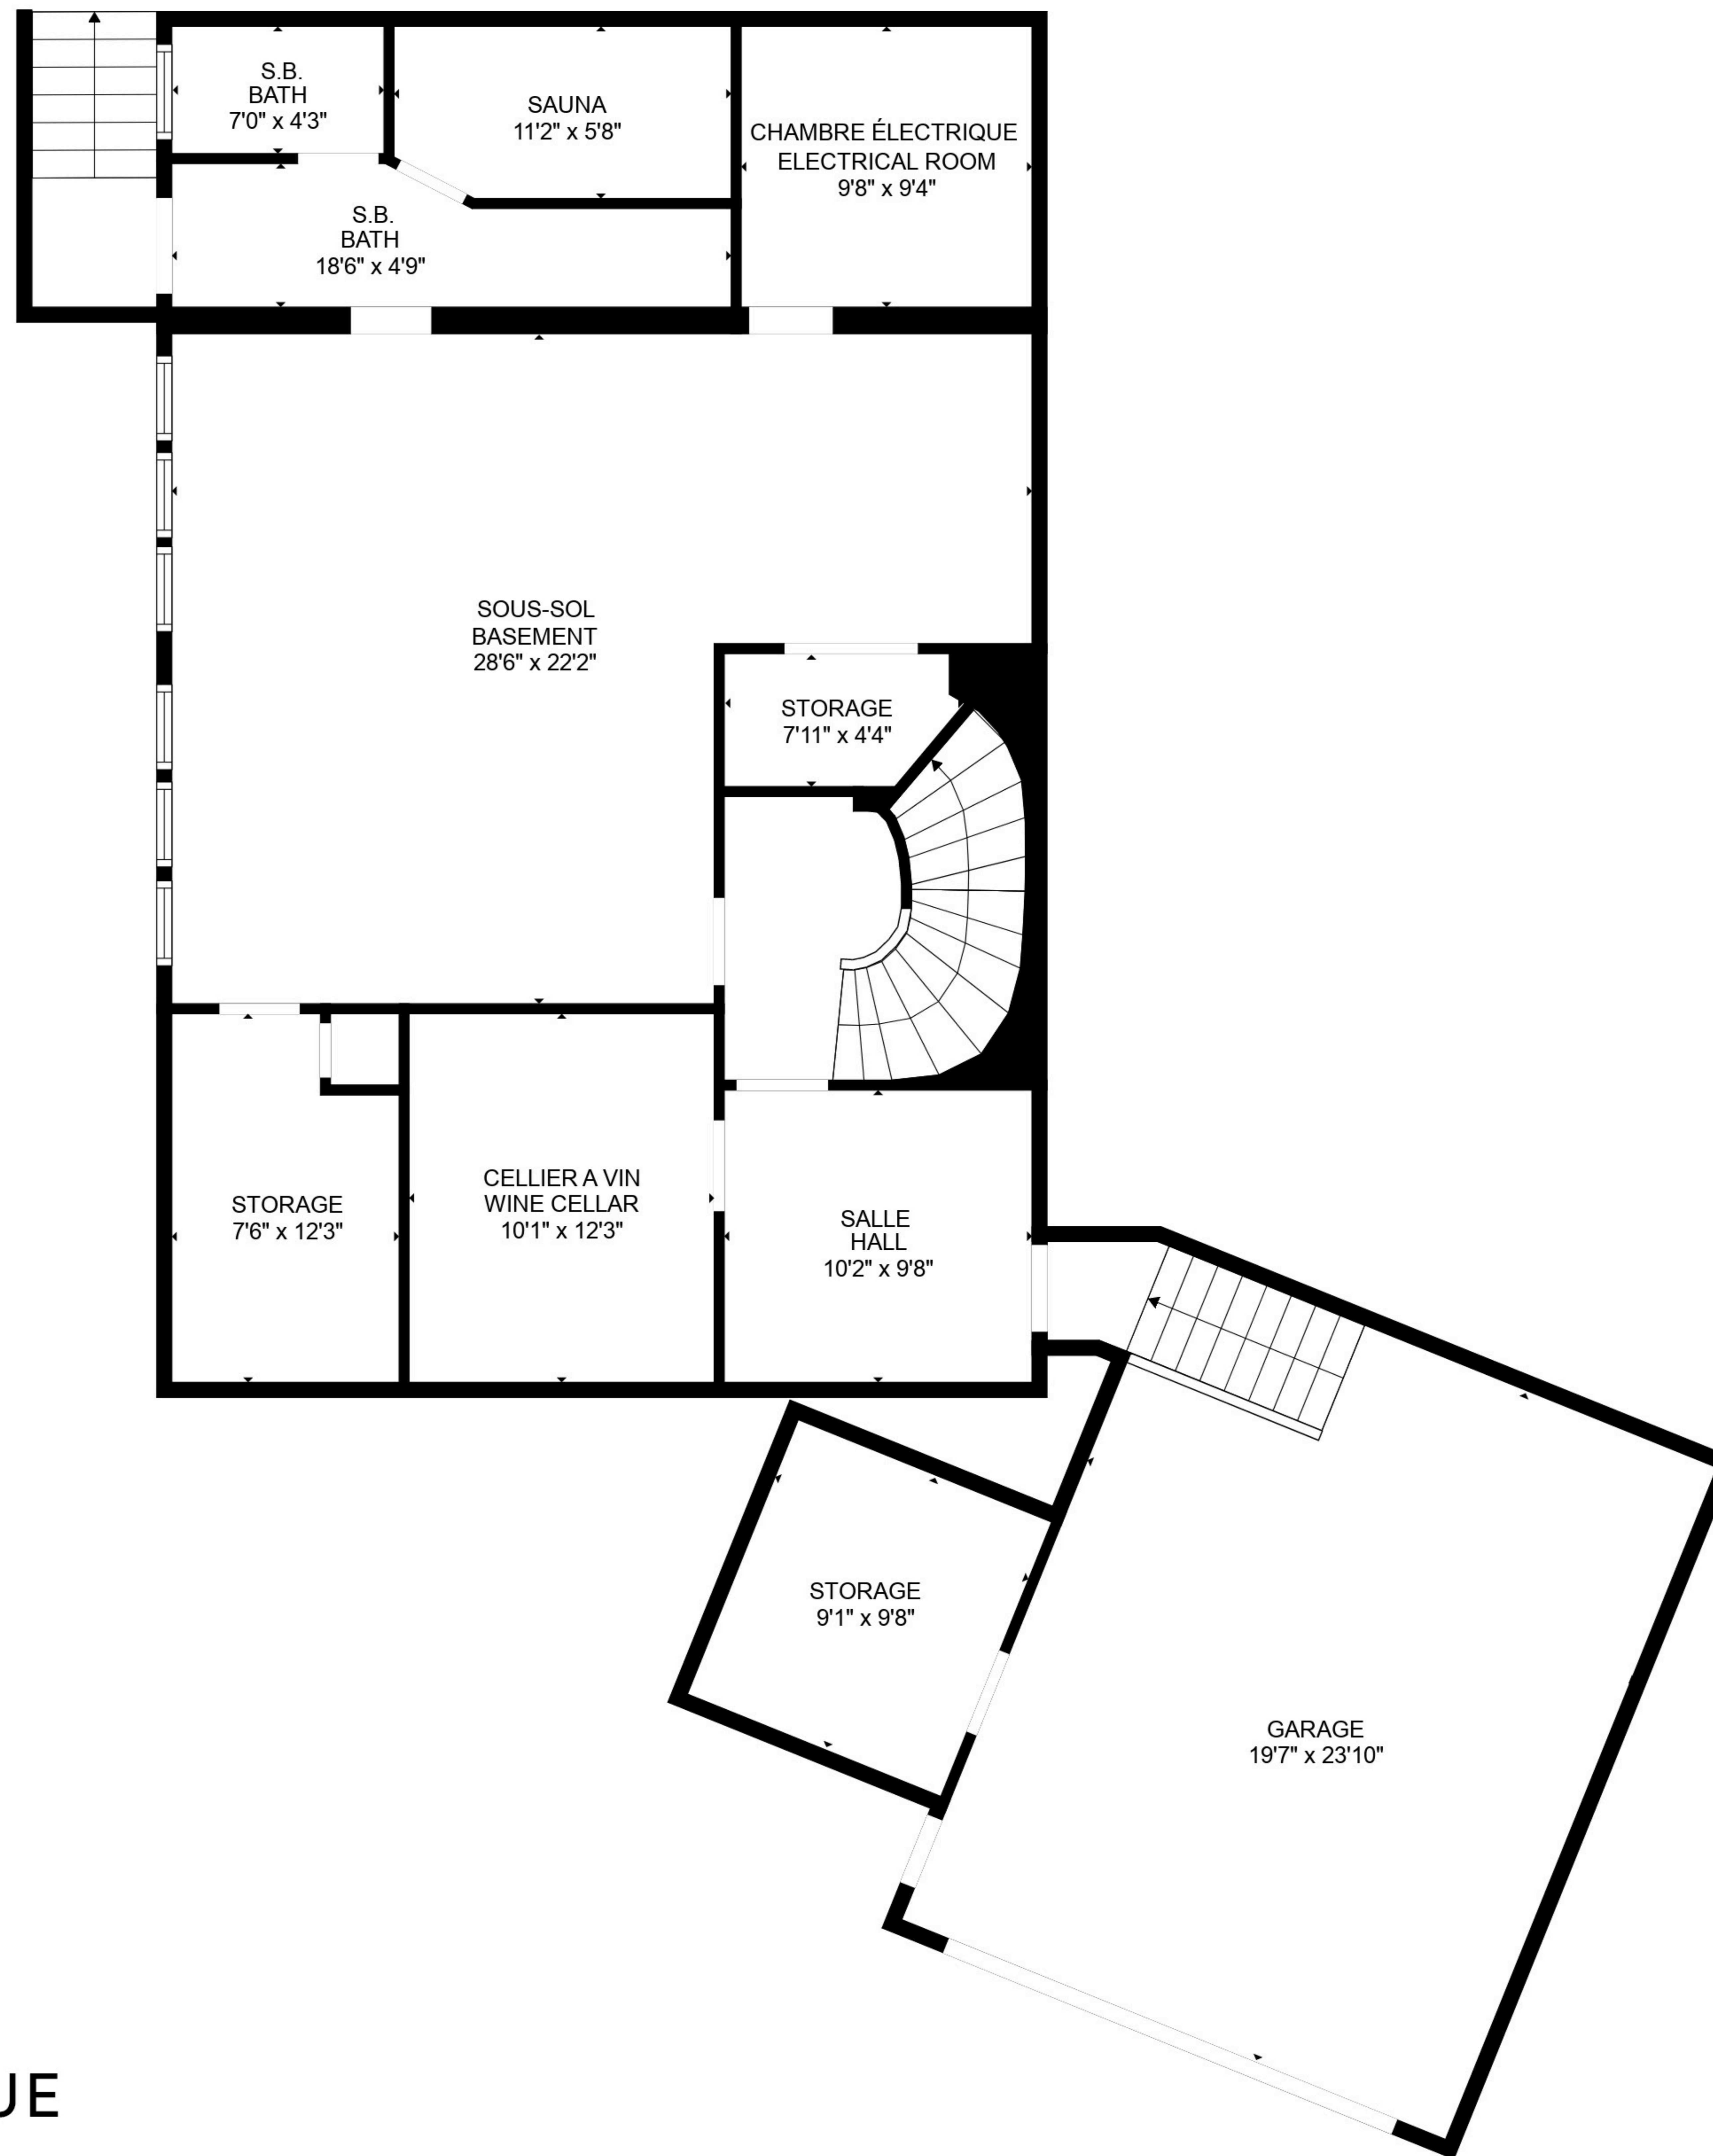 S.B.
BATH
7'0" x 4'3"
SAUNA
11'2" x 5'8"
CHAMBRE ÉLECTRIQUE
ELECTRICAL ROOM
9'8" x 9'4"
S.B.
BATH
18'6" x 4'9"
SOUS-SOL
BASEMENT
28'6" x 22'2"
STORAGE
7'11" x 4'4"
STORAGE
7'6" x 12'3"
CELLIER A VIN
WINE CELLAR
10'1" x 12'3"
SALLE
HALL
10'2" x 9'8"
STORAGE
9'1" x 9'8"
GARAGE
19'7" x 23'10"
UE